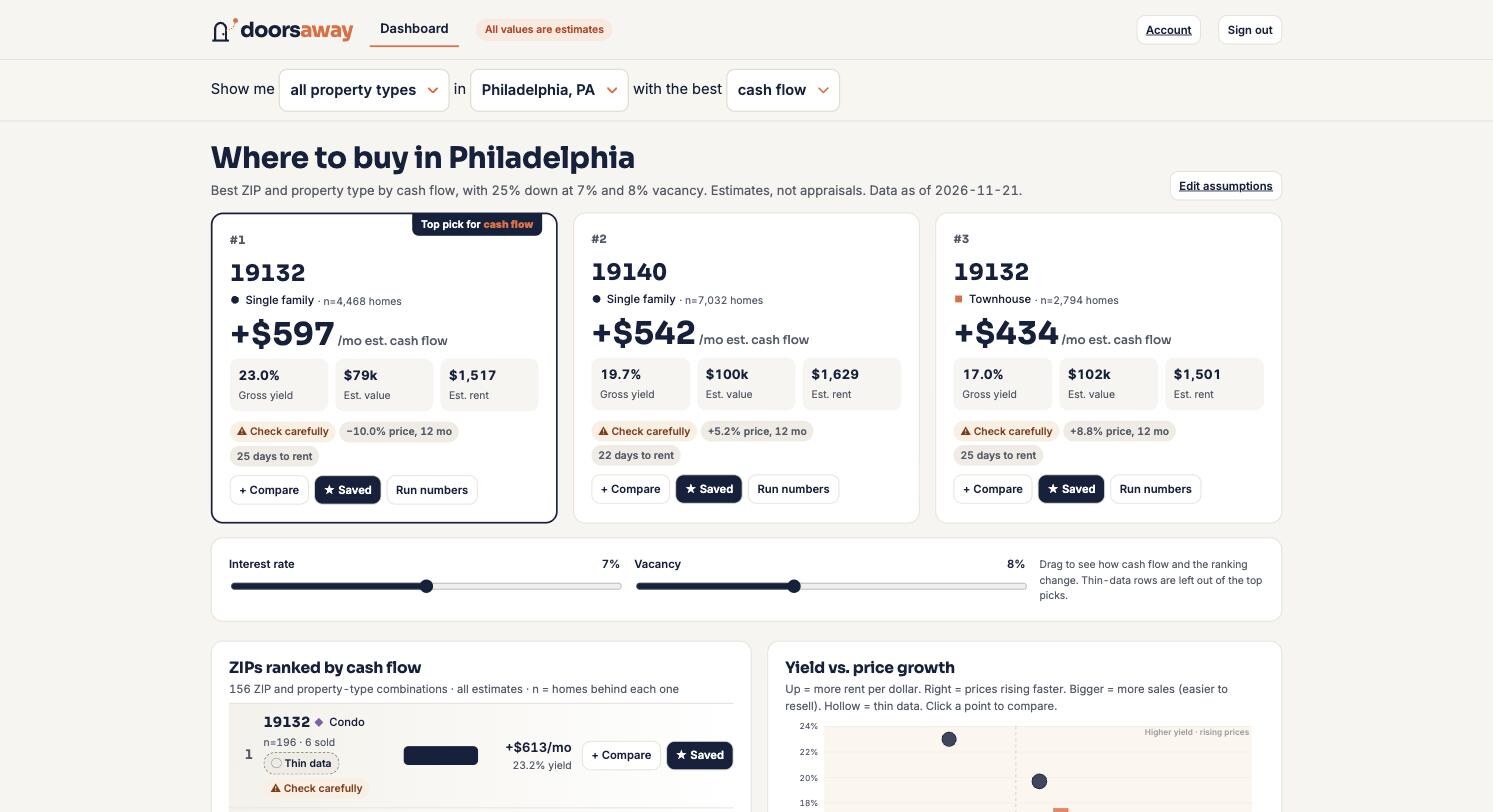 doorsaway Dashboard All values are estimates Account Sign out
Show me all property types in Philadelphia, PA with the best cash flow
Where to buy in Philadelphia
Best ZIP and property type by cash flow, with 25% down at 7% and 8% vacancy. Estimates, not appraisals. Data as of 2026-11-21.
Edit assumptions
Top pick for cash flow
#1
19132
Single family · n=4,468 homes
+$597 /mo est. cash flow
23.0% $79k $1,517
Gross yield Est. value Est. rent
⚠ Check carefully −10.0% price, 12 mo
25 days to rent
+ Compare ★ Saved Run numbers
#2
19140
Single family · n=7,032 homes
+$542 /mo est. cash flow
19.7% $100k $1,629
Gross yield Est. value Est. rent
⚠ Check carefully +5.2% price, 12 mo
22 days to rent
+ Compare ★ Saved Run numbers
#3
19132
Townhouse · n=2,794 homes
+$434 /mo est. cash flow
17.0% $102k $1,501
Gross yield Est. value Est. rent
⚠ Check carefully +8.8% price, 12 mo
25 days to rent
+ Compare ★ Saved Run numbers
Interest rate 7%
Vacancy 8%
Drag to see how cash flow and the ranking
change. Thin-data rows are left out of the top
picks.
ZIPs ranked by cash flow
156 ZIP and property-type combinations · all estimates · n = homes behind each one
1
19132 ◆ Condo
n=196 · 6 sold
Thin data
⚠ Check carefully
+$613/mo
23.2% yield
+ Compare ★ Saved
Yield vs. price growth
Up = more rent per dollar. Right = prices rising faster. Bigger = more sales (easier to
resell). Hollow = thin data. Click a point to compare.
Higher yield · rising prices
24%
22%
20%
18%